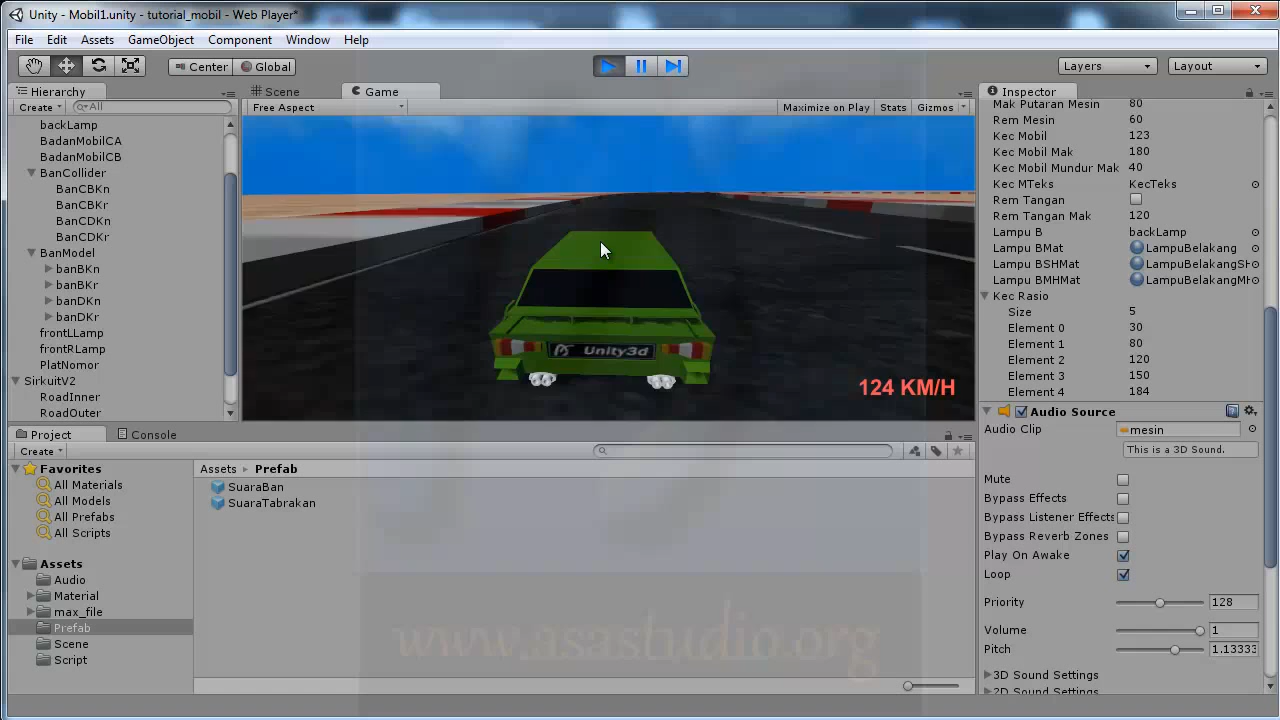 Unity - Mobil1.unity - tutorial_mobil - Web Player*
File Edit Assets GameObject Component Window Help
Center Global Layers Layout
Hierarchy
Create All
backLamp
BadanMobilCA
BadanMobilCB
BanCollider
BanCBKn
BanCBKr
BanCDKn
BanCDKr
BanModel
banBKn
banBKr
banDKn
banDKr
frontLLamp
frontRLamp
PlatNomor
SirkuitV2
RoadInner
RoadOuter
Scene Game
Free Aspect Maximize on Play Stats Gizmos
Unity3d
124 KM/H
Inspector
Mak Putaran Mesin 80
Rem Mesin 60
Kec Mobil 123
Kec Mobil Mak 180
Kec Mobil Mundur Mak 40
Kec MTeks KecTeks
Rem Tangan
Rem Tangan Mak 120
Lampu B backLamp
Lampu BMat LampuBelakang
Lampu BSHMat LampuBelakangSH
Lampu BMHMat LampuBelakangMH
Kec Rasio
Size 5
Element 0 30
Element 1 80
Element 2 120
Element 3 150
Element 4 184
Audio Source
Audio Clip mesin
This is a 3D Sound.
Mute
Bypass Effects
Bypass Listener Effects
Bypass Reverb Zones
Play On Awake
Loop
Priority 128
Volume 1
Pitch 1.13333
3D Sound Settings
2D Sound Settings
Project Console
Create
Favorites
All Materials
All Models
All Prefabs
All Scripts
Assets
Audio
Material
max_file
Prefab
Scene
Script
Assets Prefab
SuaraBan
SuaraTabrakan
www.asastudio.org